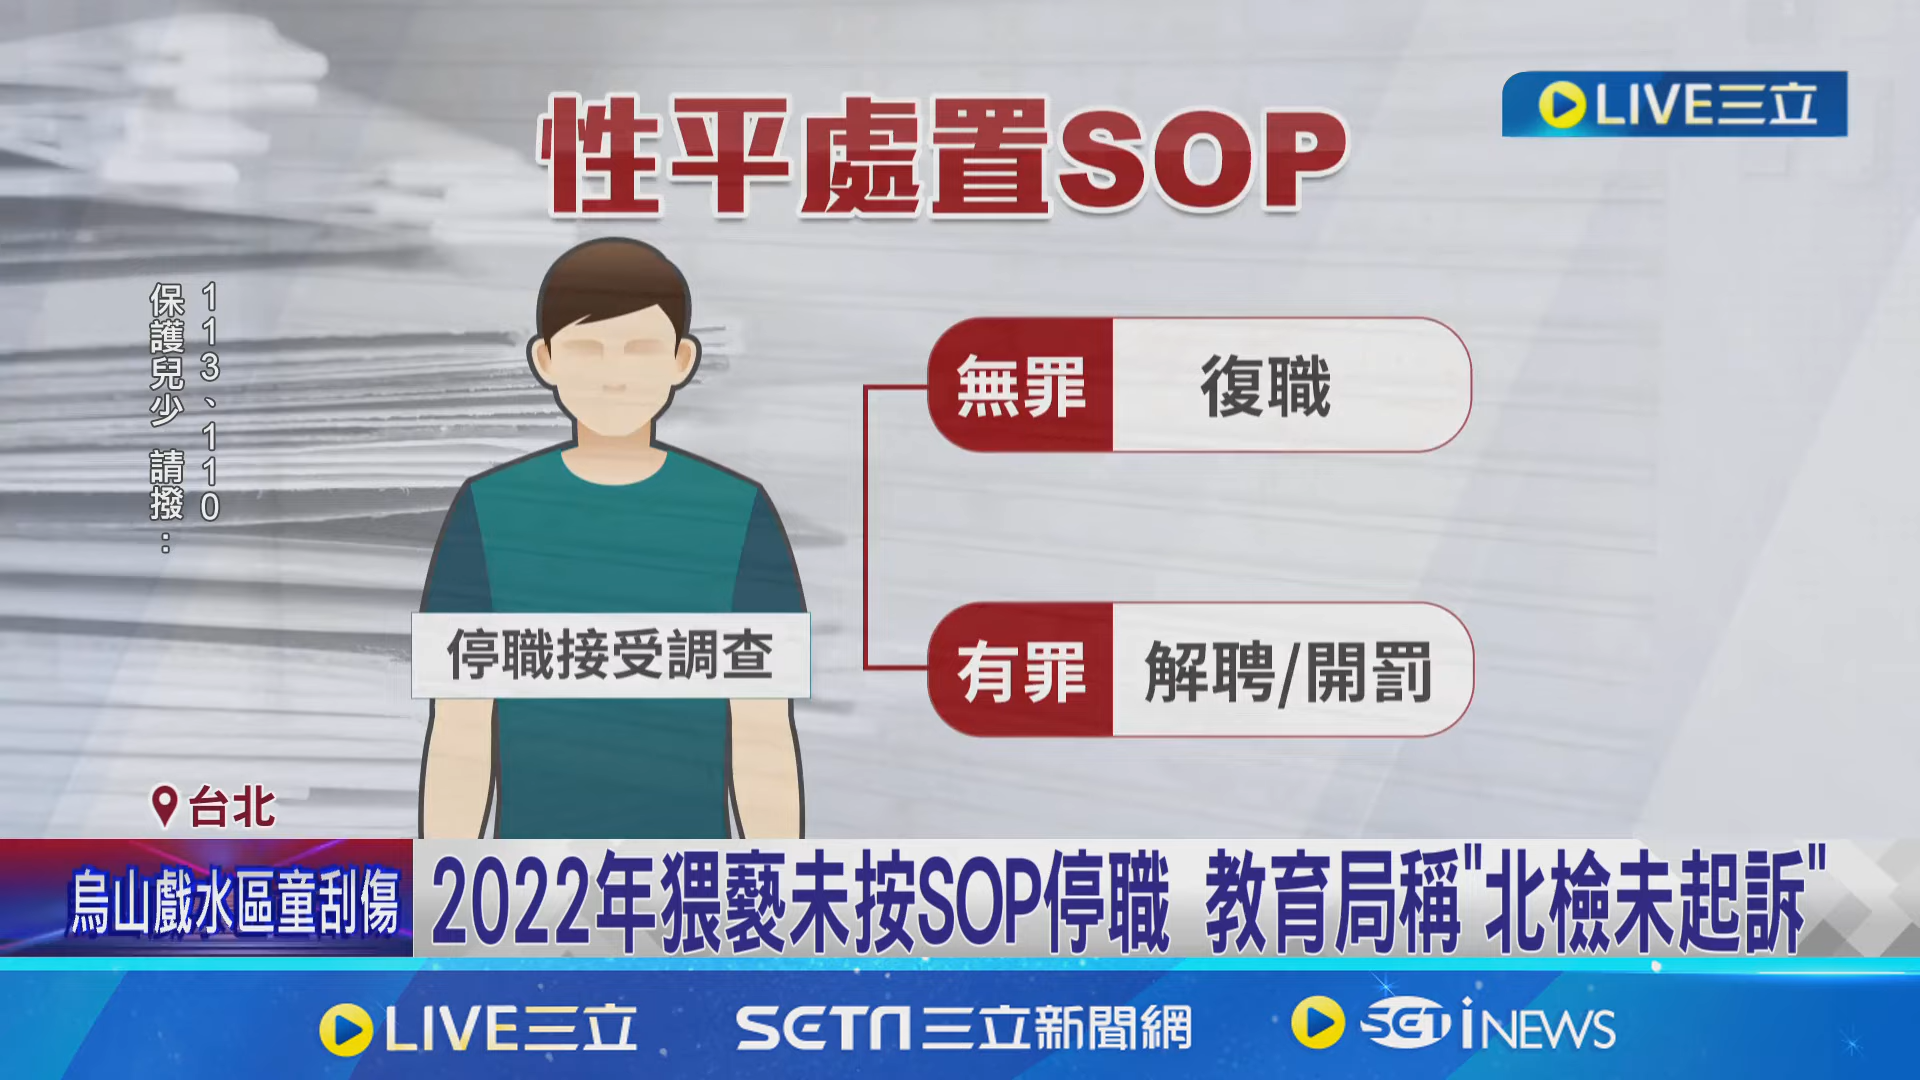 性平處置SOP
LIVE三立
113、110
保護兒少 請撥:
無罪 復職
停職接受調查
有罪 解聘/開罰
台北
烏山戲水區童刮傷
2022年猥褻未按SOP停職 教育局稱"北檢未起訴"
LIVE三立 SETN三立新聞網 SET iNEWS